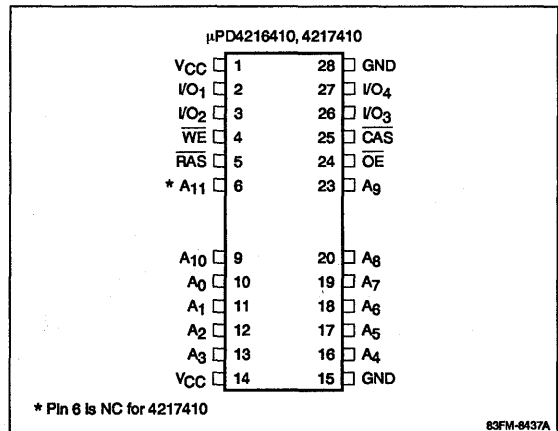 μPD4216410, 4217410
VCC 1 28 GND
I/O1 2 27 I/O4
I/O2 3 26 I/O3
WE 4 25 CAS
RAS 5 24 OE
* A11 6 23 A9
A10 9 20 A8
A0 10 19 A7
A1 11 18 A6
A2 12 17 A5
A3 13 16 A4
VCC 14 15 GND
* Pin 6 is NC for 4217410
83FM-8437A